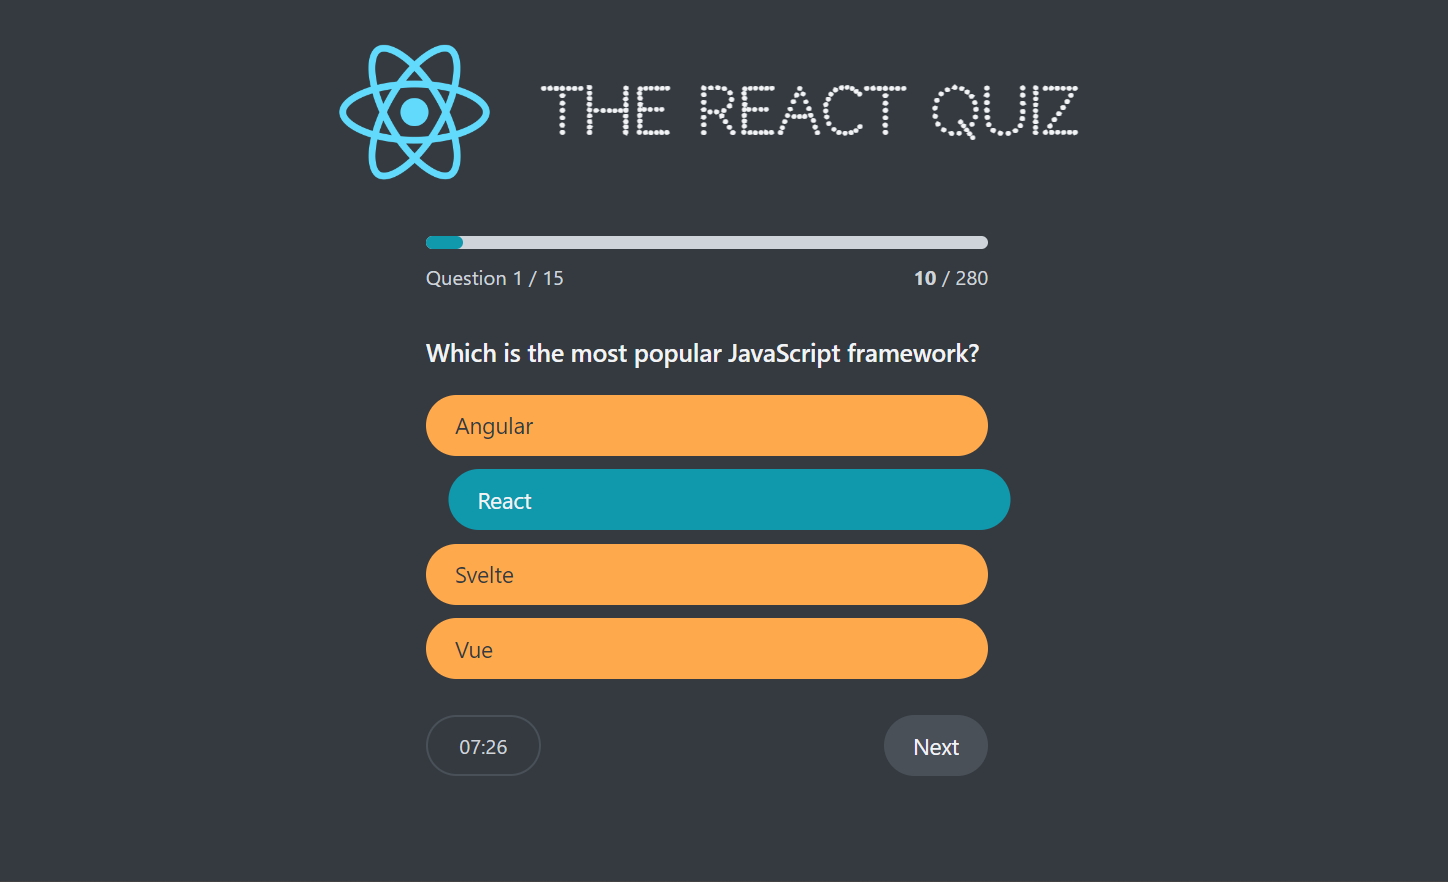 THE REACT QUIZ
Question 1 / 15
10 / 280
Which is the most popular JavaScript framework?
Angular
React
Svelte
Vue
07:26
Next